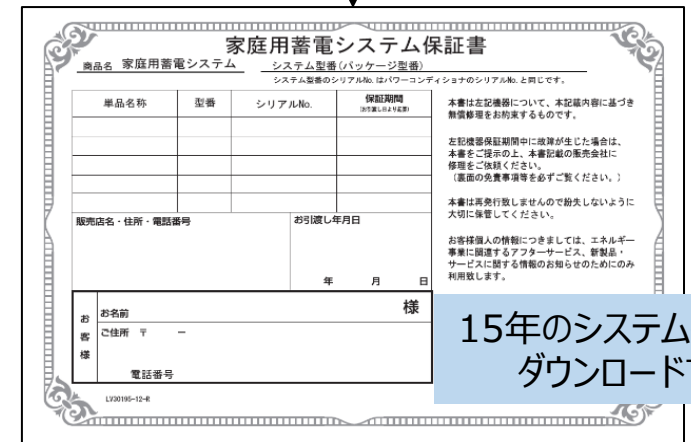 家庭用蓄電システム保証書
商品名 家庭用蓄電システム システム型番(パッケージ型番)
システム型番のシリアルNo.はパワーコンディショナのシリアルNo.と同じです。
単品名称 型番 シリアルNo. 保証期間
(お引渡し日より起算)
本書は左記機器について、本記載内容に基づき
無償修理をお約束するものです。
左記機器保証期間中に故障が生じた場合は、
本書をご提示の上、本書記載の販売会社に
修理をご依頼ください。
(裏面の免責事項等を必ずご覧ください。)
本書は再発行致しませんので紛失しないように
大切に保管してください。
お客様個人の情報につきましては、エネルギー
事業に関連するアフターサービス、新製品・
サービスに関する情報のお知らせのためにのみ
利用致します。
販売店名・住所・電話番号 お引渡し年月日
年 月 日
お客様
お名前 様
ご住所 〒 －
電話番号
LV30195-12-R
15年のシステム
ダウンロード